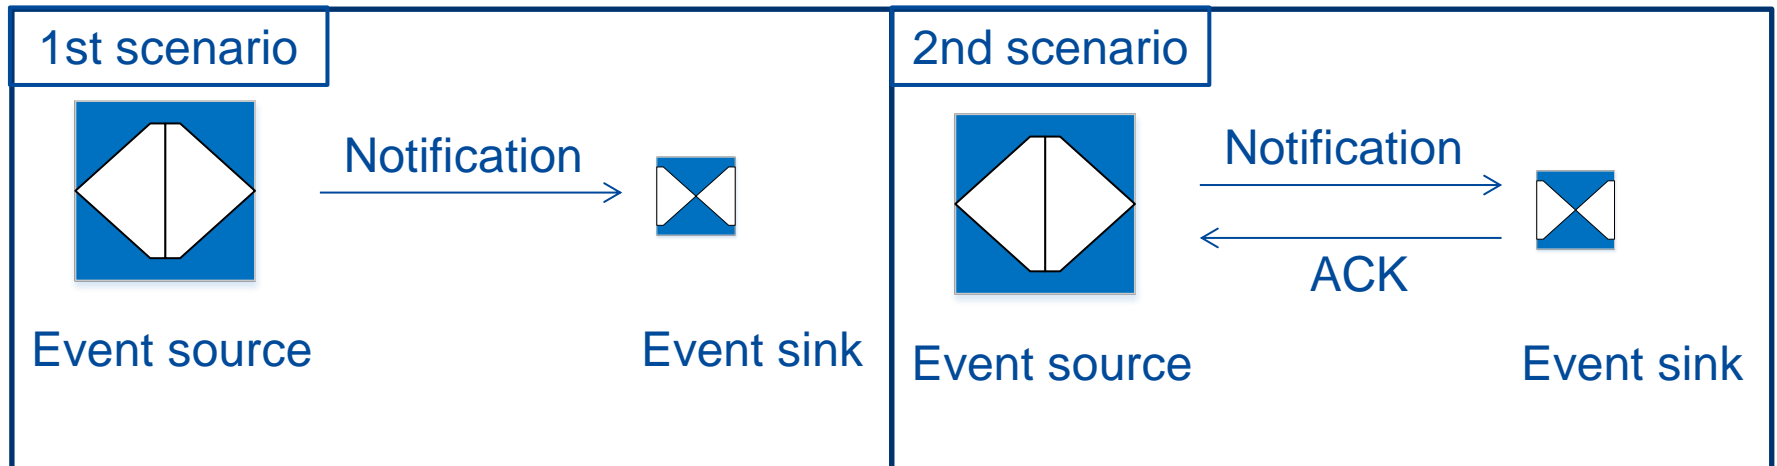 1st scenario
Notification
Event source
Event sink
2nd scenario
Notification
ACK
Event source
Event sink